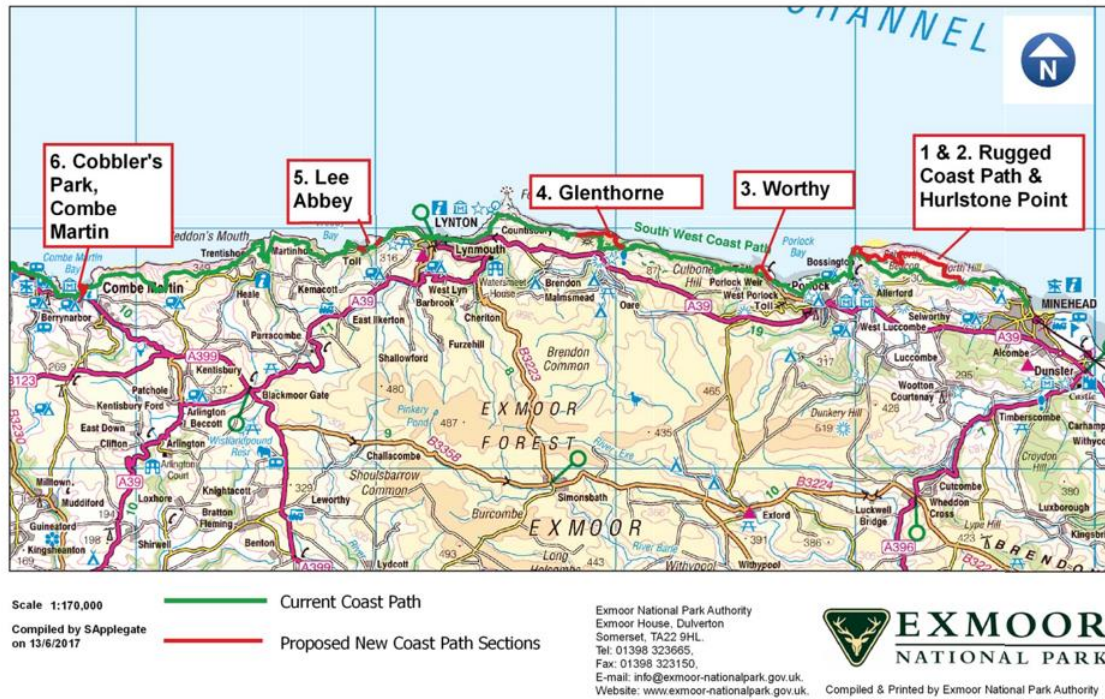 CHANNEL
N
6. Cobbler's
Park,
Combe
Martin
5. Lee
Abbey
4. Glenthorne
3. Worthy
1 & 2. Rugged
Coast Path &
Hurlstone Point
LYNTON
Countisbury
South West Coast Path
Porlock
Bay
Bossington
Combe Martin
Bay
Trentishoe
Toll
Lynmouth
Culbone
Hill
Porlock Weir
West Porlock
Toll
Porlock
Allerford
Selworthy
MINEHEAD
Combe Martin
Berrynarbor
Heale
Kemacott
West Lyn
Barbrook
Watersmeet
House
Brendon
Malmsmead
Oare
A39
West Luccombe
A39
Alcombe
Dunster
Castle
Parracombe
A39
East Ilkerton
Cheriton
Furzehill
Shallowford
Luccombe
Wootton
Courtenay
Timberscombe
A399
Kentisbury
Patchole
Kentisbury Ford
East Down
Clifton
Arlington
Beccott
Arlington
Arlington
Court
Blackmoor Gate
Wistlandpound
Resr
Pinkery
Pond
B3223
Brendon
Common
Dunkery Hill
Croydon
Hill
EXMOOR
FOREST
River Exe
Challacombe
B3358
Shoulsbarrow
Common
Simonsbath
B3224
Cutcombe
Wheddon
Cross
Luckwell
Bridge
Luxborough
Lype Hill
Exford
Milltown
Muddiford
Guineaford
Kingsheanton
B3230
A39
Loxhore
Shirwell
Knightacott
Bratton
Fleming
Benton
Leworthy
Lydcott
A399
Burcombe
EXMOOR
River Barle
Withypool
Withypool
A396
BRENDON
Scale 1:170,000
Current Coast Path
Compiled by SApplegate
on 13/6/2017
Proposed New Coast Path Sections
Exmoor National Park Authority
Exmoor House, Dulverton
Somerset, TA22 9HL.
Tel: 01398 323665,
Fax: 01398 323150,
E-mail: info@exmoor-nationalpark.gov.uk.
Website: www.exmoor-nationalpark.gov.uk.
EXMOOR
NATIONAL PARK
Compiled & Printed by Exmoor National Park Authority